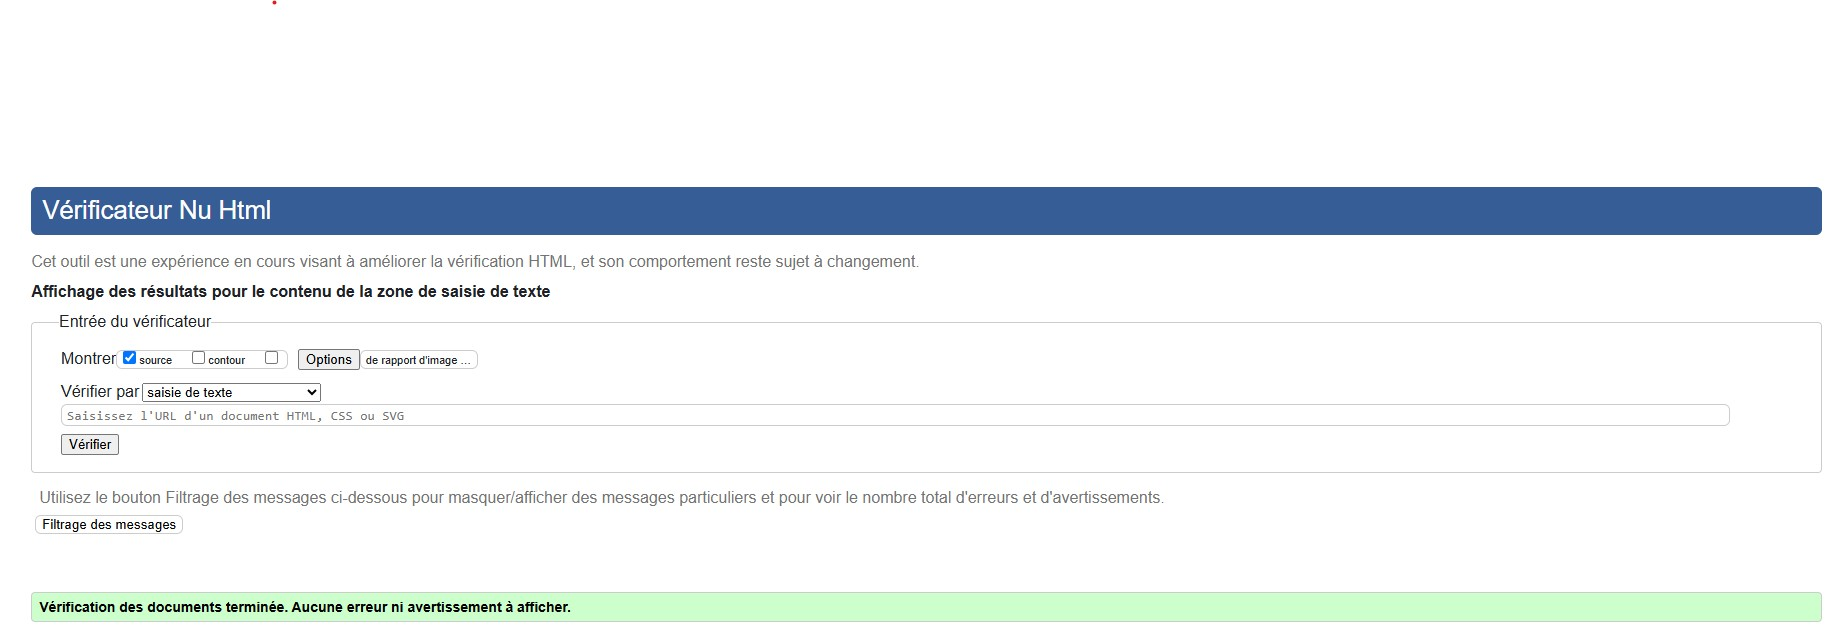 Vérificateur Nu Html
Cet outil est une expérience en cours visant à améliorer la vérification HTML, et son comportement reste sujet à changement.
Affichage des résultats pour le contenu de la zone de saisie de texte
Entrée du vérificateur
Montrer source contour Options de rapport d'image ...
Vérifier par saisie de texte
Saisissez l'URL d'un document HTML, CSS ou SVG
Vérifier
Utilisez le bouton Filtrage des messages ci-dessous pour masquer/afficher des messages particuliers et pour voir le nombre total d'erreurs et d'avertissements.
Filtrage des messages
Vérification des documents terminée. Aucune erreur ni avertissement à afficher.